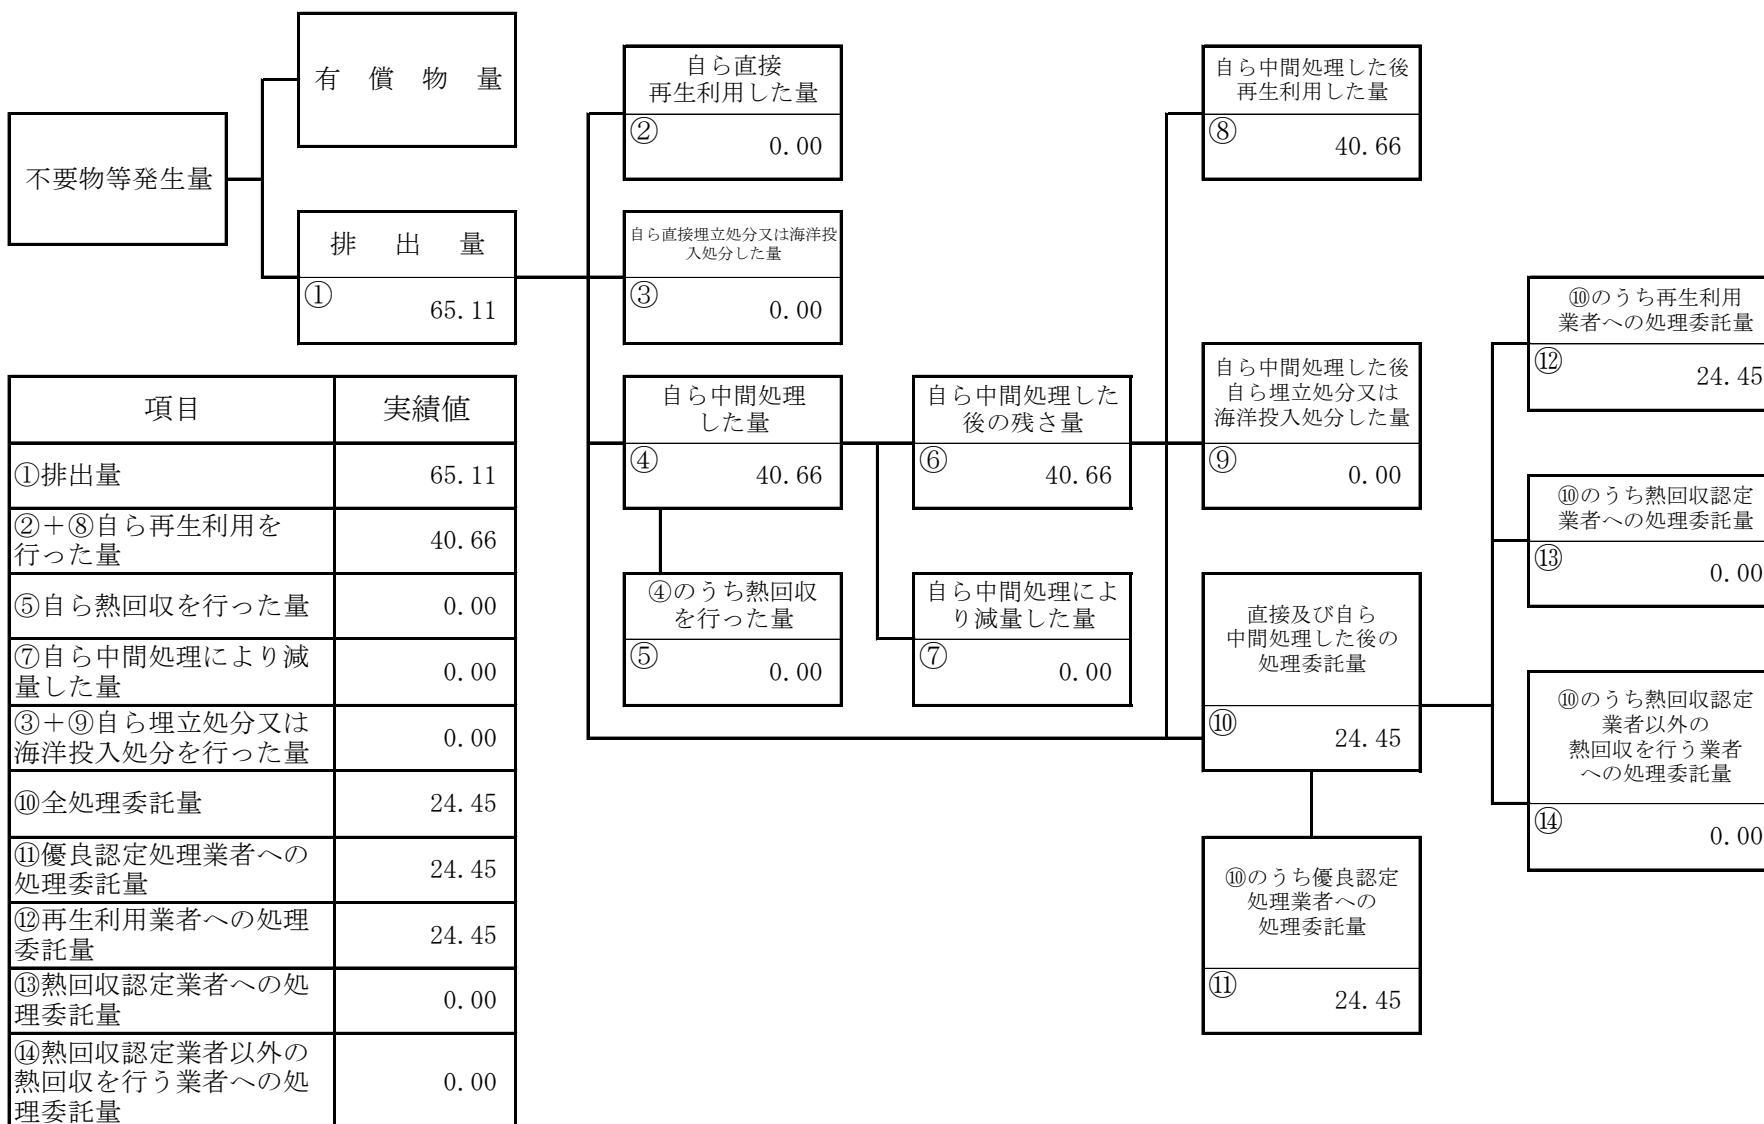 有　償　物　量
不要物等発生量
排　出　量
①
65.11
自ら直接
再生利用した量
②
0.00
自ら直接埋立処分又は海洋投
入処分した量
③
0.00
自ら中間処理
した量
④
40.66
④のうち熱回収
を行った量
⑤
0.00
自ら中間処理した
後の残さ量
⑥
40.66
自ら中間処理によ
り減量した量
⑦
0.00
自ら中間処理した後
再生利用した量
⑧
40.66
自ら中間処理した後
自ら埋立処分又は
海洋投入処分した量
⑨
0.00
直接及び自ら
中間処理した後の
処理委託量
⑩
24.45
⑩のうち優良認定
処理業者への
処理委託量
⑪
24.45
⑩のうち再生利用
業者への処理委託量
⑫
24.45
⑩のうち熱回収認定
業者への処理委託量
⑬
0.00
⑩のうち熱回収認定
業者以外の
熱回収を行う業者
への処理委託量
⑭
0.00
項目　実績値
①排出量　65.11
②＋⑧自ら再生利用を
行った量　40.66
⑤自ら熱回収を行った量　0.00
⑦自ら中間処理により減
量した量　0.00
③＋⑨自ら埋立処分又は
海洋投入処分を行った量　0.00
⑩全処理委託量　24.45
⑪優良認定処理業者への
処理委託量　24.45
⑫再生利用業者への処理
委託量　24.45
⑬熱回収認定業者への処
理委託量　0.00
⑭熱回収認定業者以外の
熱回収を行う業者への処
理委託量　0.00